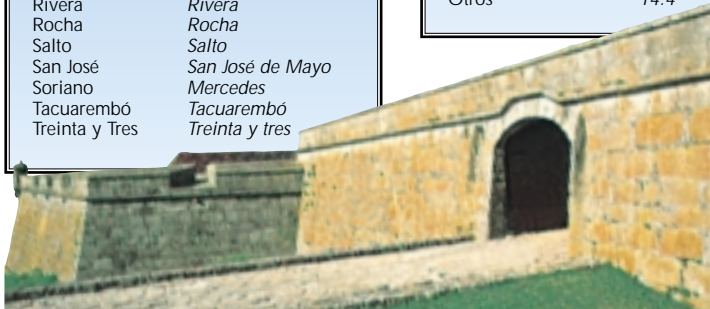 Rivera Rivera
Rocha Rocha
Salto Salto
San José San José de Mayo
Soriano Mercedes
Tacuarembó Tacuarembó
Treinta y Tres Treinta y tres
Otros 14.4